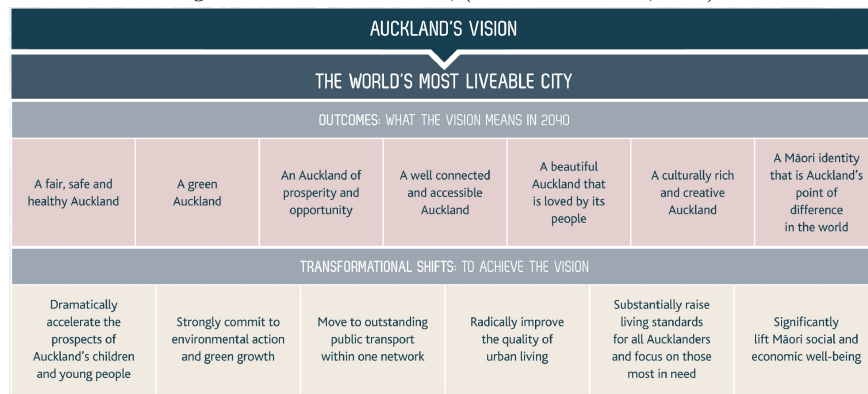 AUCKLAND'S VISION
THE WORLD'S MOST LIVEABLE CITY
OUTCOMES: WHAT THE VISION MEANS IN 2040
A fair, safe and
healthy Auckland
A green
Auckland
An Auckland of
prosperity and
opportunity
A well connected
and accessible
Auckland
A beautiful
Auckland that
is loved by its
people
A culturally rich
and creative
Auckland
A Māori identity
that is Auckland's
point of
difference
in the world
TRANSFORMATIONAL SHIFTS: TO ACHIEVE THE VISION
Dramatically
accelerate the
prospects of
Auckland's children
and young people
Strongly commit to
environmental action
and green growth
Move to outstanding
public transport
within one network
Radically improve
the quality of
urban living
Substantially raise
living standards
for all Aucklanders
and focus on those
most in need
Significantly
lift Māori social and
economic well-being